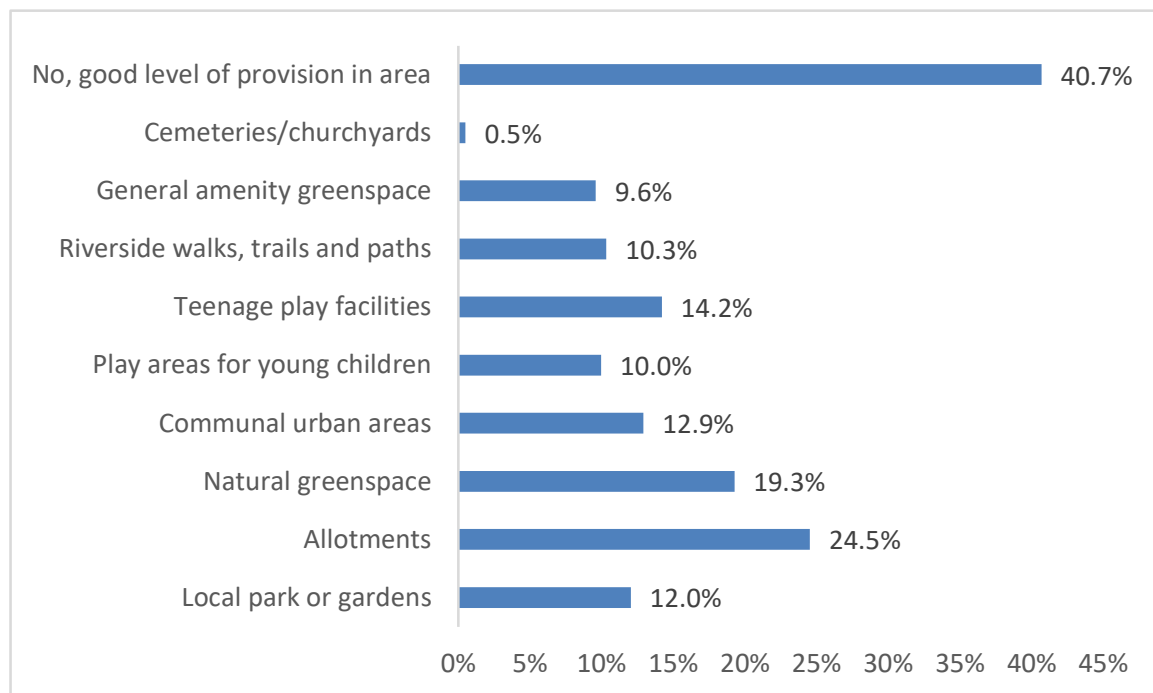 No, good level of provision in area 40.7%
Cemeteries/churchyards 0.5%
General amenity greenspace 9.6%
Riverside walks, trails and paths 10.3%
Teenage play facilities 14.2%
Play areas for young children 10.0%
Communal urban areas 12.9%
Natural greenspace 19.3%
Allotments 24.5%
Local park or gardens 12.0%
0% 5% 10% 15% 20% 25% 30% 35% 40% 45%